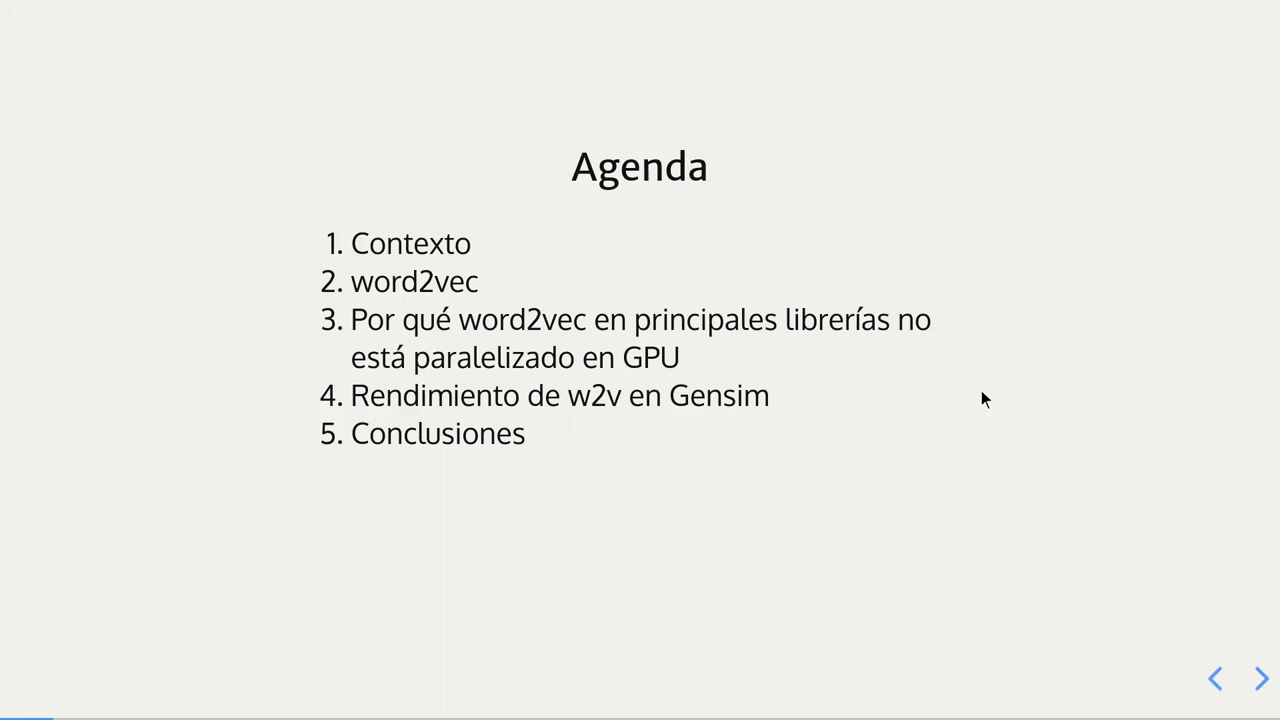 Agenda
1. Contexto
2. word2vec
3. Por qué word2vec en principales librerías no
está paralelizado en GPU
4. Rendimiento de w2v en Gensim
5. Conclusiones